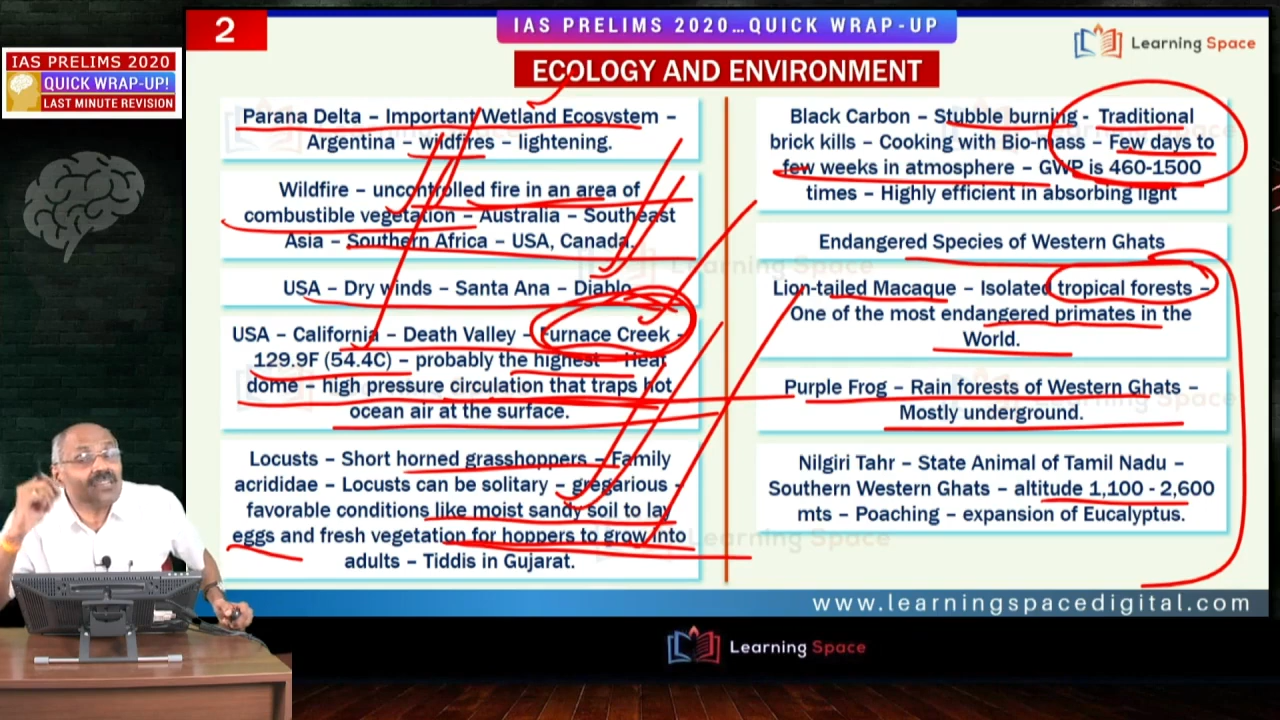 2
IAS PRELIMS 2020...QUICK WRAP-UP
Learning Space
IAS PRELIMS 2020
QUICK WRAP-UP!
LAST MINUTE REVISION
ECOLOGY AND ENVIRONMENT
Parana Delta – Important Wetland Ecosystem –
Argentina – wildfires – lightening.
Wildfire – uncontrolled fire in an area of
combustible vegetation – Australia – Southeast
Asia – Southern Africa – USA, Canada.
USA – Dry winds – Santa Ana – Diablo
USA – California – Death Valley – Furnace Creek –
129.9F (54.4C) – probably the highest – Heat
dome – high pressure circulation that traps hot
ocean air at the surface.
Locusts – Short horned grasshoppers – Family
acrididae – Locusts can be solitary – gregarious –
favorable conditions like moist sandy soil to lay
eggs and fresh vegetation for hoppers to grow into
adults – Tiddis in Gujarat.
Black Carbon – Stubble burning - Traditional
brick kills – Cooking with Bio-mass – Few days to
few weeks in atmosphere – GWP is 460-1500
times – Highly efficient in absorbing light
Endangered Species of Western Ghats
Lion-tailed Macaque – Isolated tropical forests –
One of the most endangered primates in the
World.
Purple Frog – Rain forests of Western Ghats –
Mostly underground.
Nilgiri Tahr – State Animal of Tamil Nadu –
Southern Western Ghats – altitude 1,100 - 2,600
mts – Poaching – expansion of Eucalyptus.
www.learningspacedigital.com
Learning Space